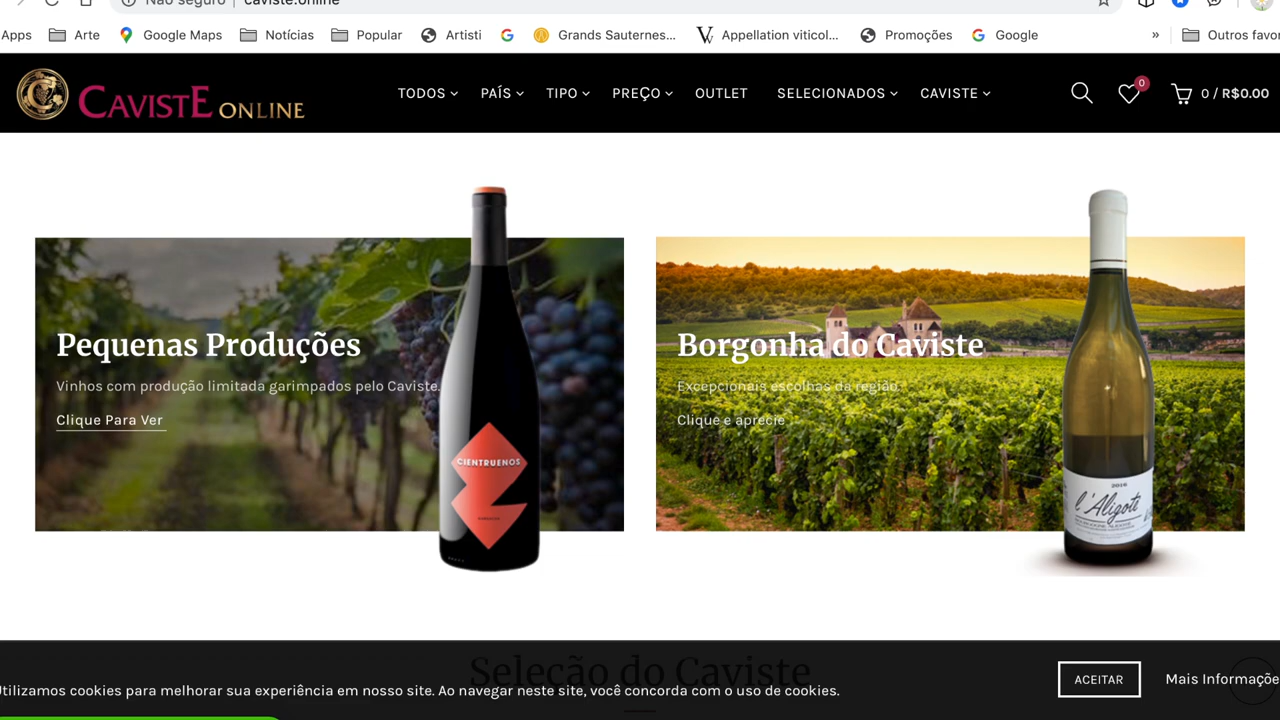 Não seguro | caviste.online
Apps Arte Google Maps Notícias Popular Artisti Grands Sauternes... Appellation viticol... Promoções Google » Outros favor
C CAVISTE ONLINE TODOS PAÍS TIPO PREÇO OUTLET SELECIONADOS CAVISTE 0 0 / R$0.00
Pequenas Produções
Vinhos com produção limitada garimpados pelo Caviste.
Clique Para Ver
CIENTRUENOS
Borgonha do Caviste
Excepcionais escolhas da região.
Clique e aprecie
2016
l'Aligoté
Seleção do Caviste
Utilizamos cookies para melhorar sua experiência em nosso site. Ao navegar neste site, você concorda com o uso de cookies.
ACEITAR
Mais Informaçõe